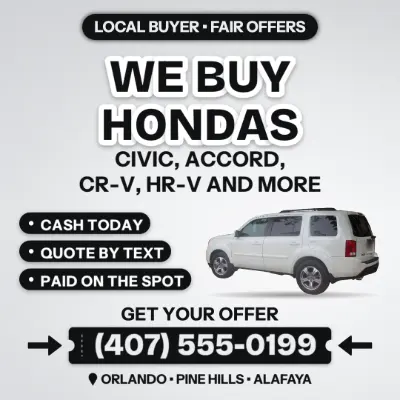 LOCAL BUYER • FAIR OFFERS
WE BUY
HONDAS
CIVIC, ACCORD,
CR-V, HR-V AND MORE
• CASH TODAY
• QUOTE BY TEXT
• PAID ON THE SPOT
GET YOUR OFFER
(407) 555-0199
ORLANDO • PINE HILLS • ALAFAYA